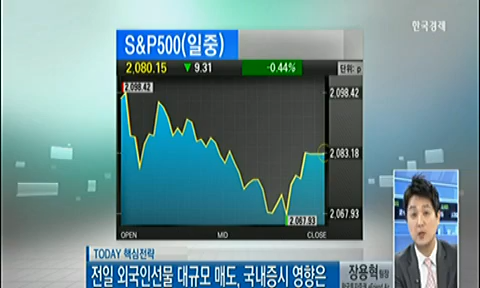 S&P500(일중)
한국경제
2,080.15 ▼ 9.31 -0.44% 단위: p
2,098.42
2,098.42
2,083.18
2,067.93
2,067.93
OPEN MID CLOSE
TODAY 핵심전략
전일 외국인선물 대규모 매도, 국내증시 영향은
장용혁 팀장